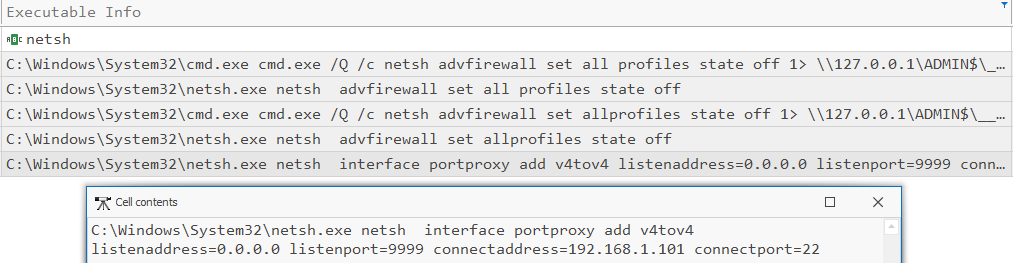 Executable Info
ABC netsh
C:\Windows\System32\cmd.exe cmd.exe /Q /c netsh advfirewall set all profiles state off 1> \\127.0.0.1\ADMIN$\_…
C:\Windows\System32\netsh.exe netsh  advfirewall set all profiles state off
C:\Windows\System32\cmd.exe cmd.exe /Q /c netsh advfirewall set allprofiles state off 1> \\127.0.0.1\ADMIN$\__…
C:\Windows\System32\netsh.exe netsh  advfirewall set allprofiles state off
C:\Windows\System32\netsh.exe netsh  interface portproxy add v4tov4 listenaddress=0.0.0.0 listenport=9999 conn…
Cell contents
C:\Windows\System32\netsh.exe netsh  interface portproxy add v4tov4
listenaddress=0.0.0.0 listenport=9999 connectaddress=192.168.1.101 connectport=22